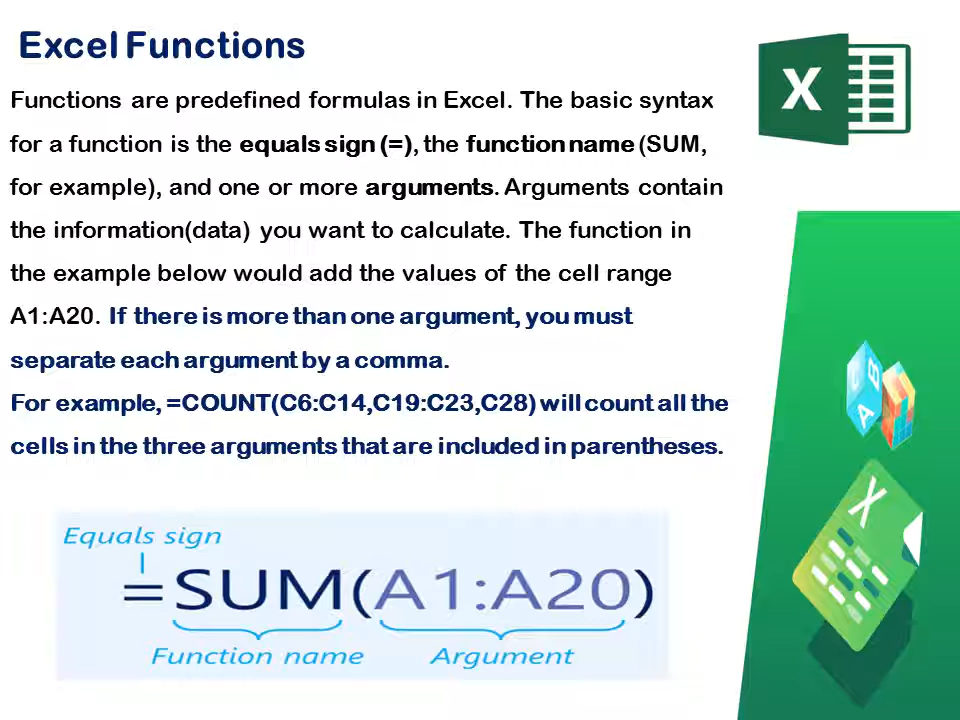 Excel Functions
Functions are predefined formulas in Excel. The basic syntax
for a function is the equals sign (=), the function name (SUM,
for example), and one or more arguments. Arguments contain
the information(data) you want to calculate. The function in
the example below would add the values of the cell range
A1:A20. If there is more than one argument, you must
separate each argument by a comma.
For example, =COUNT(C6:C14,C19:C23,C28) will count all the
cells in the three arguments that are included in parentheses.
X
B
A
X
Equals sign
=SUM(A1:A20)
Function name Argument